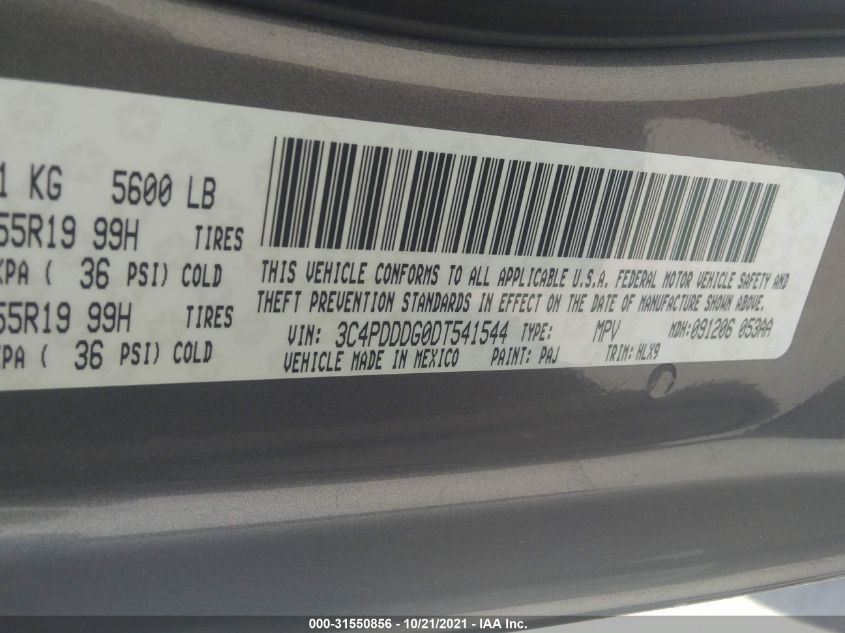 1 KG 5600 LB
55R19 99H TIRES
KPA ( 36 PSI) COLD
55R19 99H TIRES
KPA ( 36 PSI) COLD
THIS VEHICLE CONFORMS TO ALL APPLICABLE U.S.A. FEDERAL MOTOR VEHICLE SAFETY AND
THEFT PREVENTION STANDARDS IN EFFECT ON THE DATE OF MANUFACTURE SHOWN ABOVE.
VIN: 3C4PDDDG0DT541544 TYPE: MPV MDH: 091206 053AA
VEHICLE MADE IN MEXICO PAINT: PAJ TRIM: HLX9
000-31550856 - 10/21/2021 - IAA Inc.